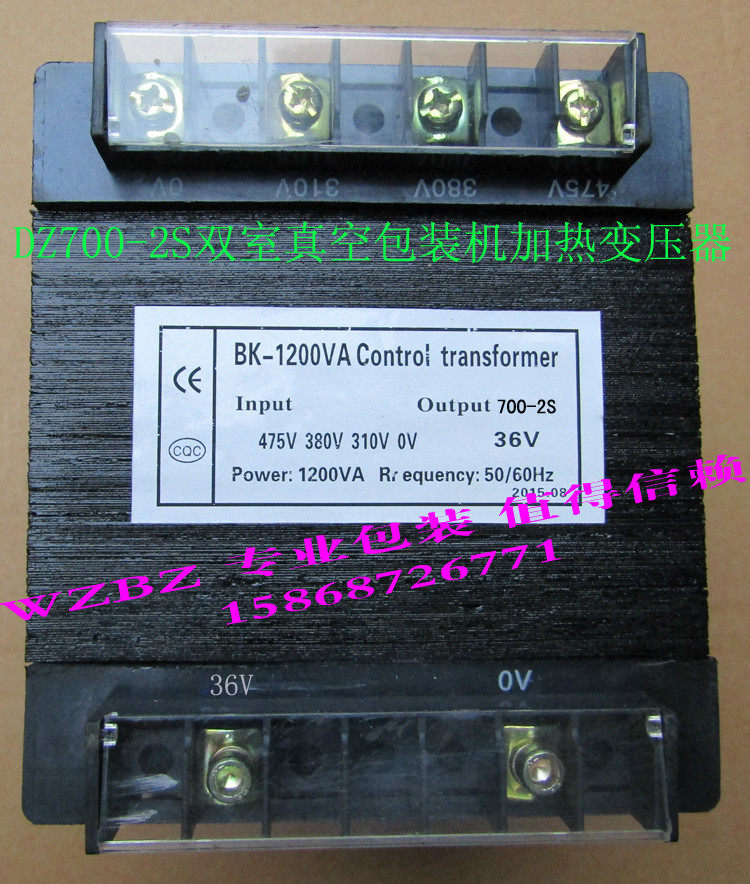 0V 310V 380V 475V
DZ700-2S双室真空包装机加热变压器
BK-1200VA Control transformer
CE
Input Output 700-2S
CQC
475V 380V 310V 0V 36V
Power: 1200VA Rr equency: 50/60Hz
2015-08
WZBZ 专业包装 值得信赖
15868726771
36V 0V